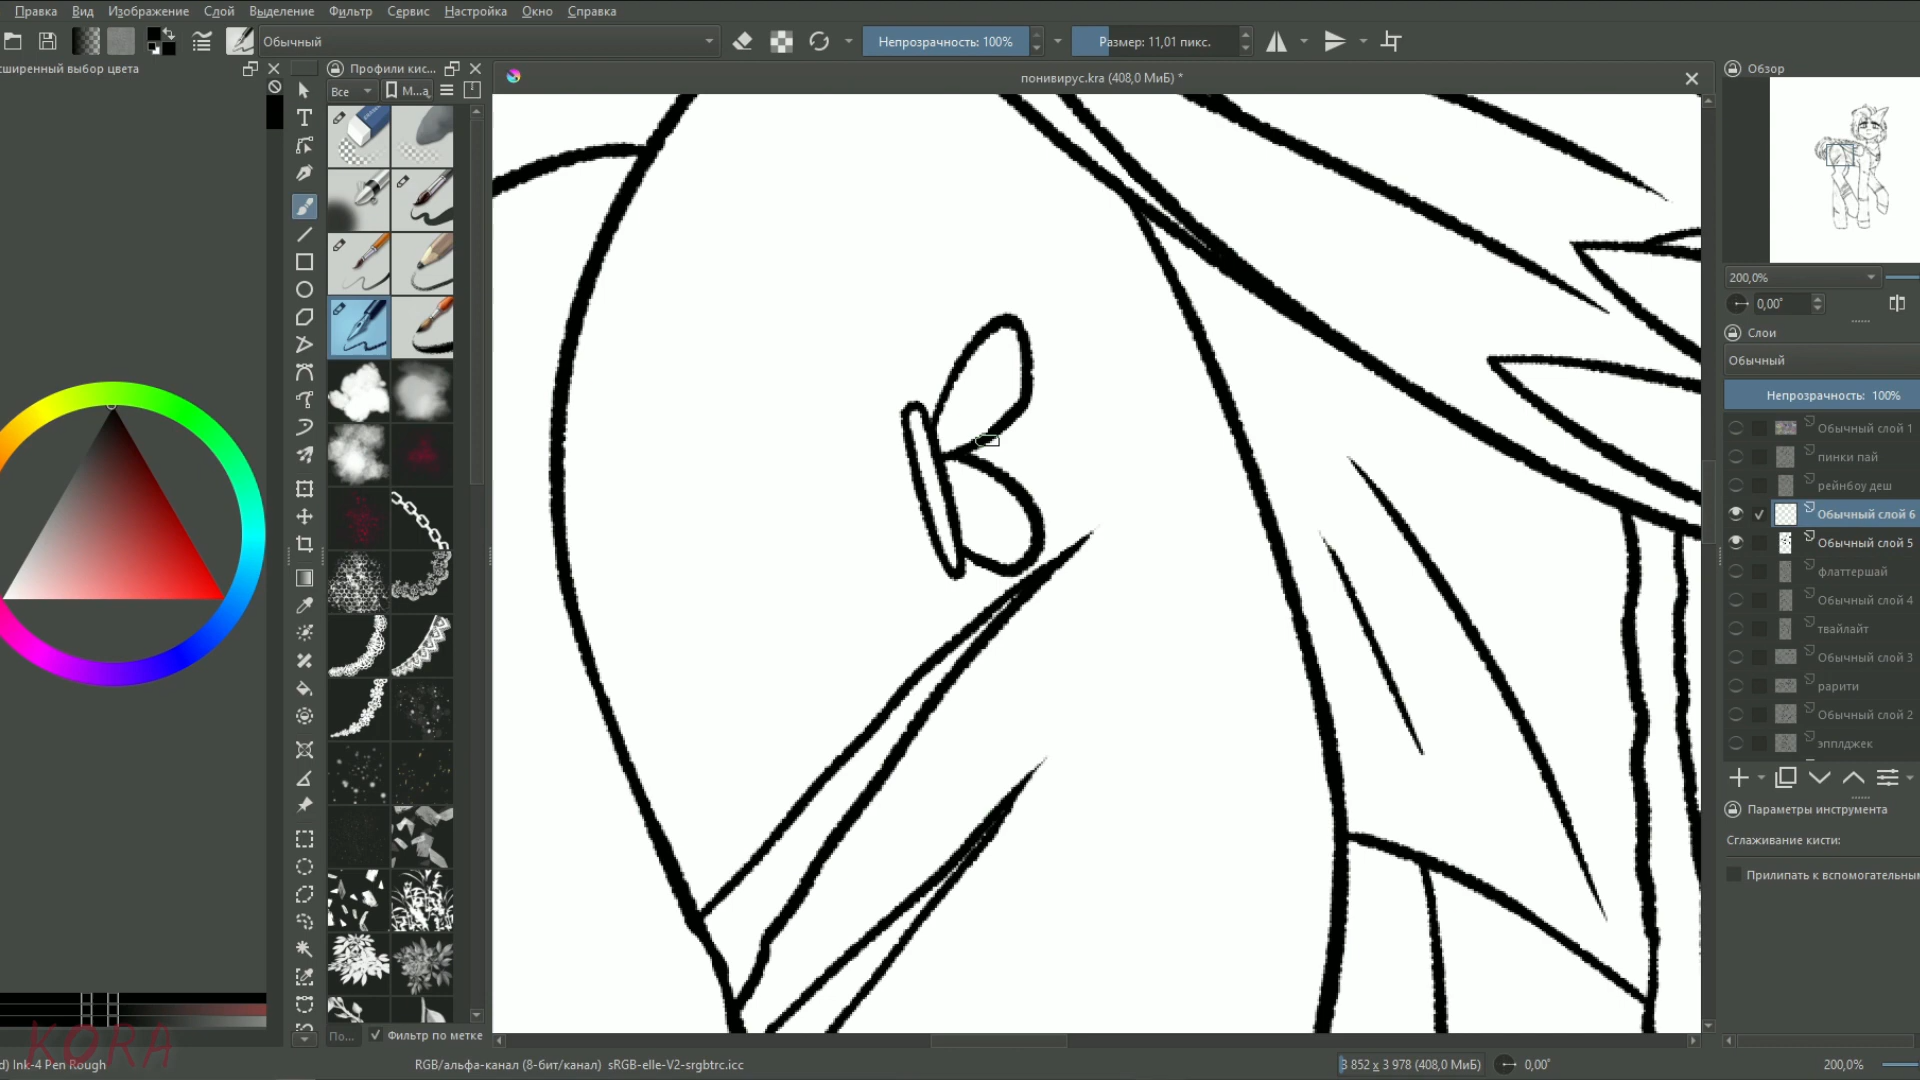 Правка Вид Изображение Слой Выделение Фильтр Сервис Настройка Окно Справка
Обычный Непрозрачность: 100% Размер: 11,01 пикс.
сширенный выбор цвета Профили кис... понивирус.kra (408,0 МиБ) * Обзор
Все М...а
200,0%
0,00°
Слои
Обычный
Непрозрачность: 100%
Обычный слой 1
пинки пай
рейнбоу деш
Обычный слой 6
Обычный слой 5
флаттершай
Обычный слой 4
твайлайт
Обычный слой 3
рарити
Обычный слой 2
эпплджек
Параметры инструмента
Сглаживание кисти:
Прилипать к вспомогательным
По... Фильтр по метке
KORA
d) Ink-4 Pen Rough RGB/альфа-канал (8-бит/канал) sRGB-elle-V2-srgbtrc.icc 3 852 x 3 978 (408,0 МиБ) 0,00° 200,0%